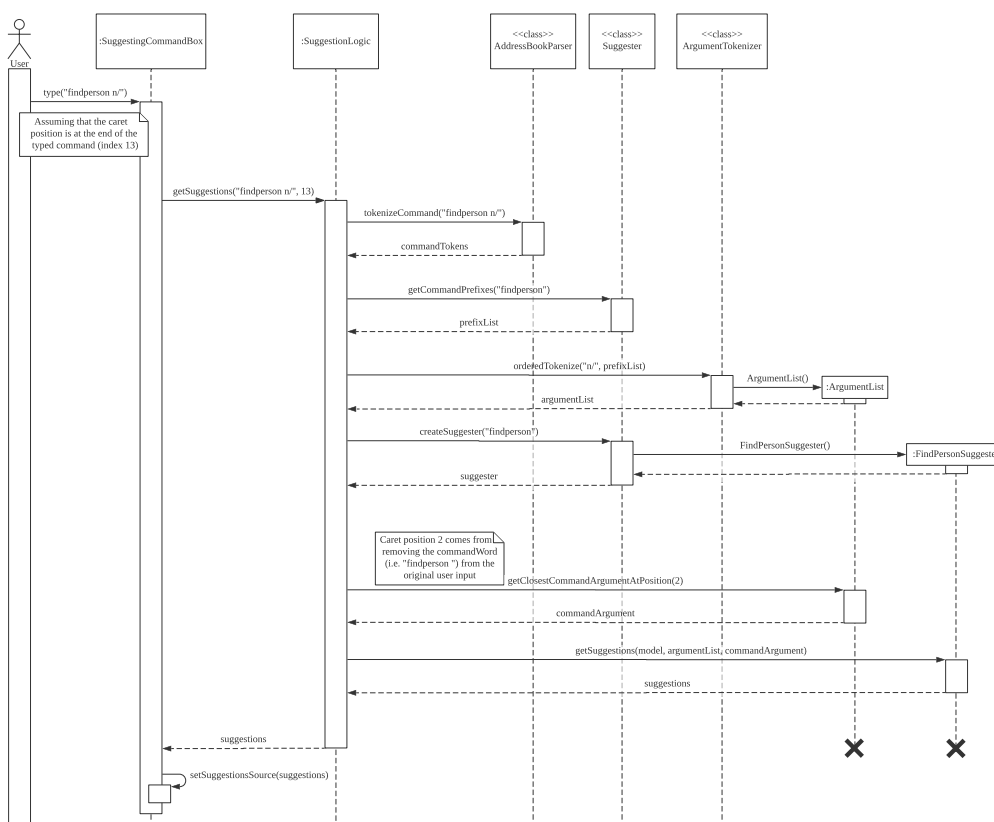 :SuggestingCommandBox
:SuggestionLogic
<<class>>
AddressBookParser
<<class>>
Suggester
<<class>>
ArgumentTokenizer
User
type("findperson n/")
Assuming that the caret
position is at the end of the
typed command (index 13)
getSuggestions("findperson n/", 13)
tokenizeCommand("findperson n/")
commandTokens
getCommandPrefixes("findperson")
prefixList
orderedTokenize("n/", prefixList)
ArgumentList()
:ArgumentList
argumentList
createSuggester("findperson")
FindPersonSuggester()
:FindPersonSuggeste
suggester
Caret position 2 comes from
removing the commandWord
(i.e. "findperson ") from the
original user input
getClosestCommandArgumentAtPosition(2)
commandArgument
getSuggestions(model, argumentList, commandArgument)
suggestions
suggestions
setSuggestionsSource(suggestions)